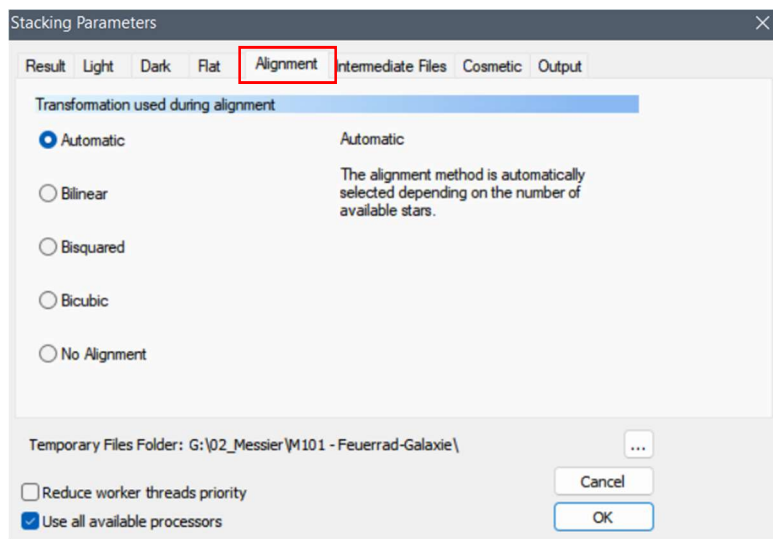 Stacking Parameters
Result Light Dark Flat Alignment Intermediate Files Cosmetic Output
Transformation used during alignment
Automatic
Bilinear
Bisquared
Bicubic
No Alignment
Automatic
The alignment method is automatically
selected depending on the number of
available stars.
Temporary Files Folder: G:\02_Messier\M101 - Feuerrad-Galaxie\
...
Reduce worker threads priority
Use all available processors
Cancel
OK